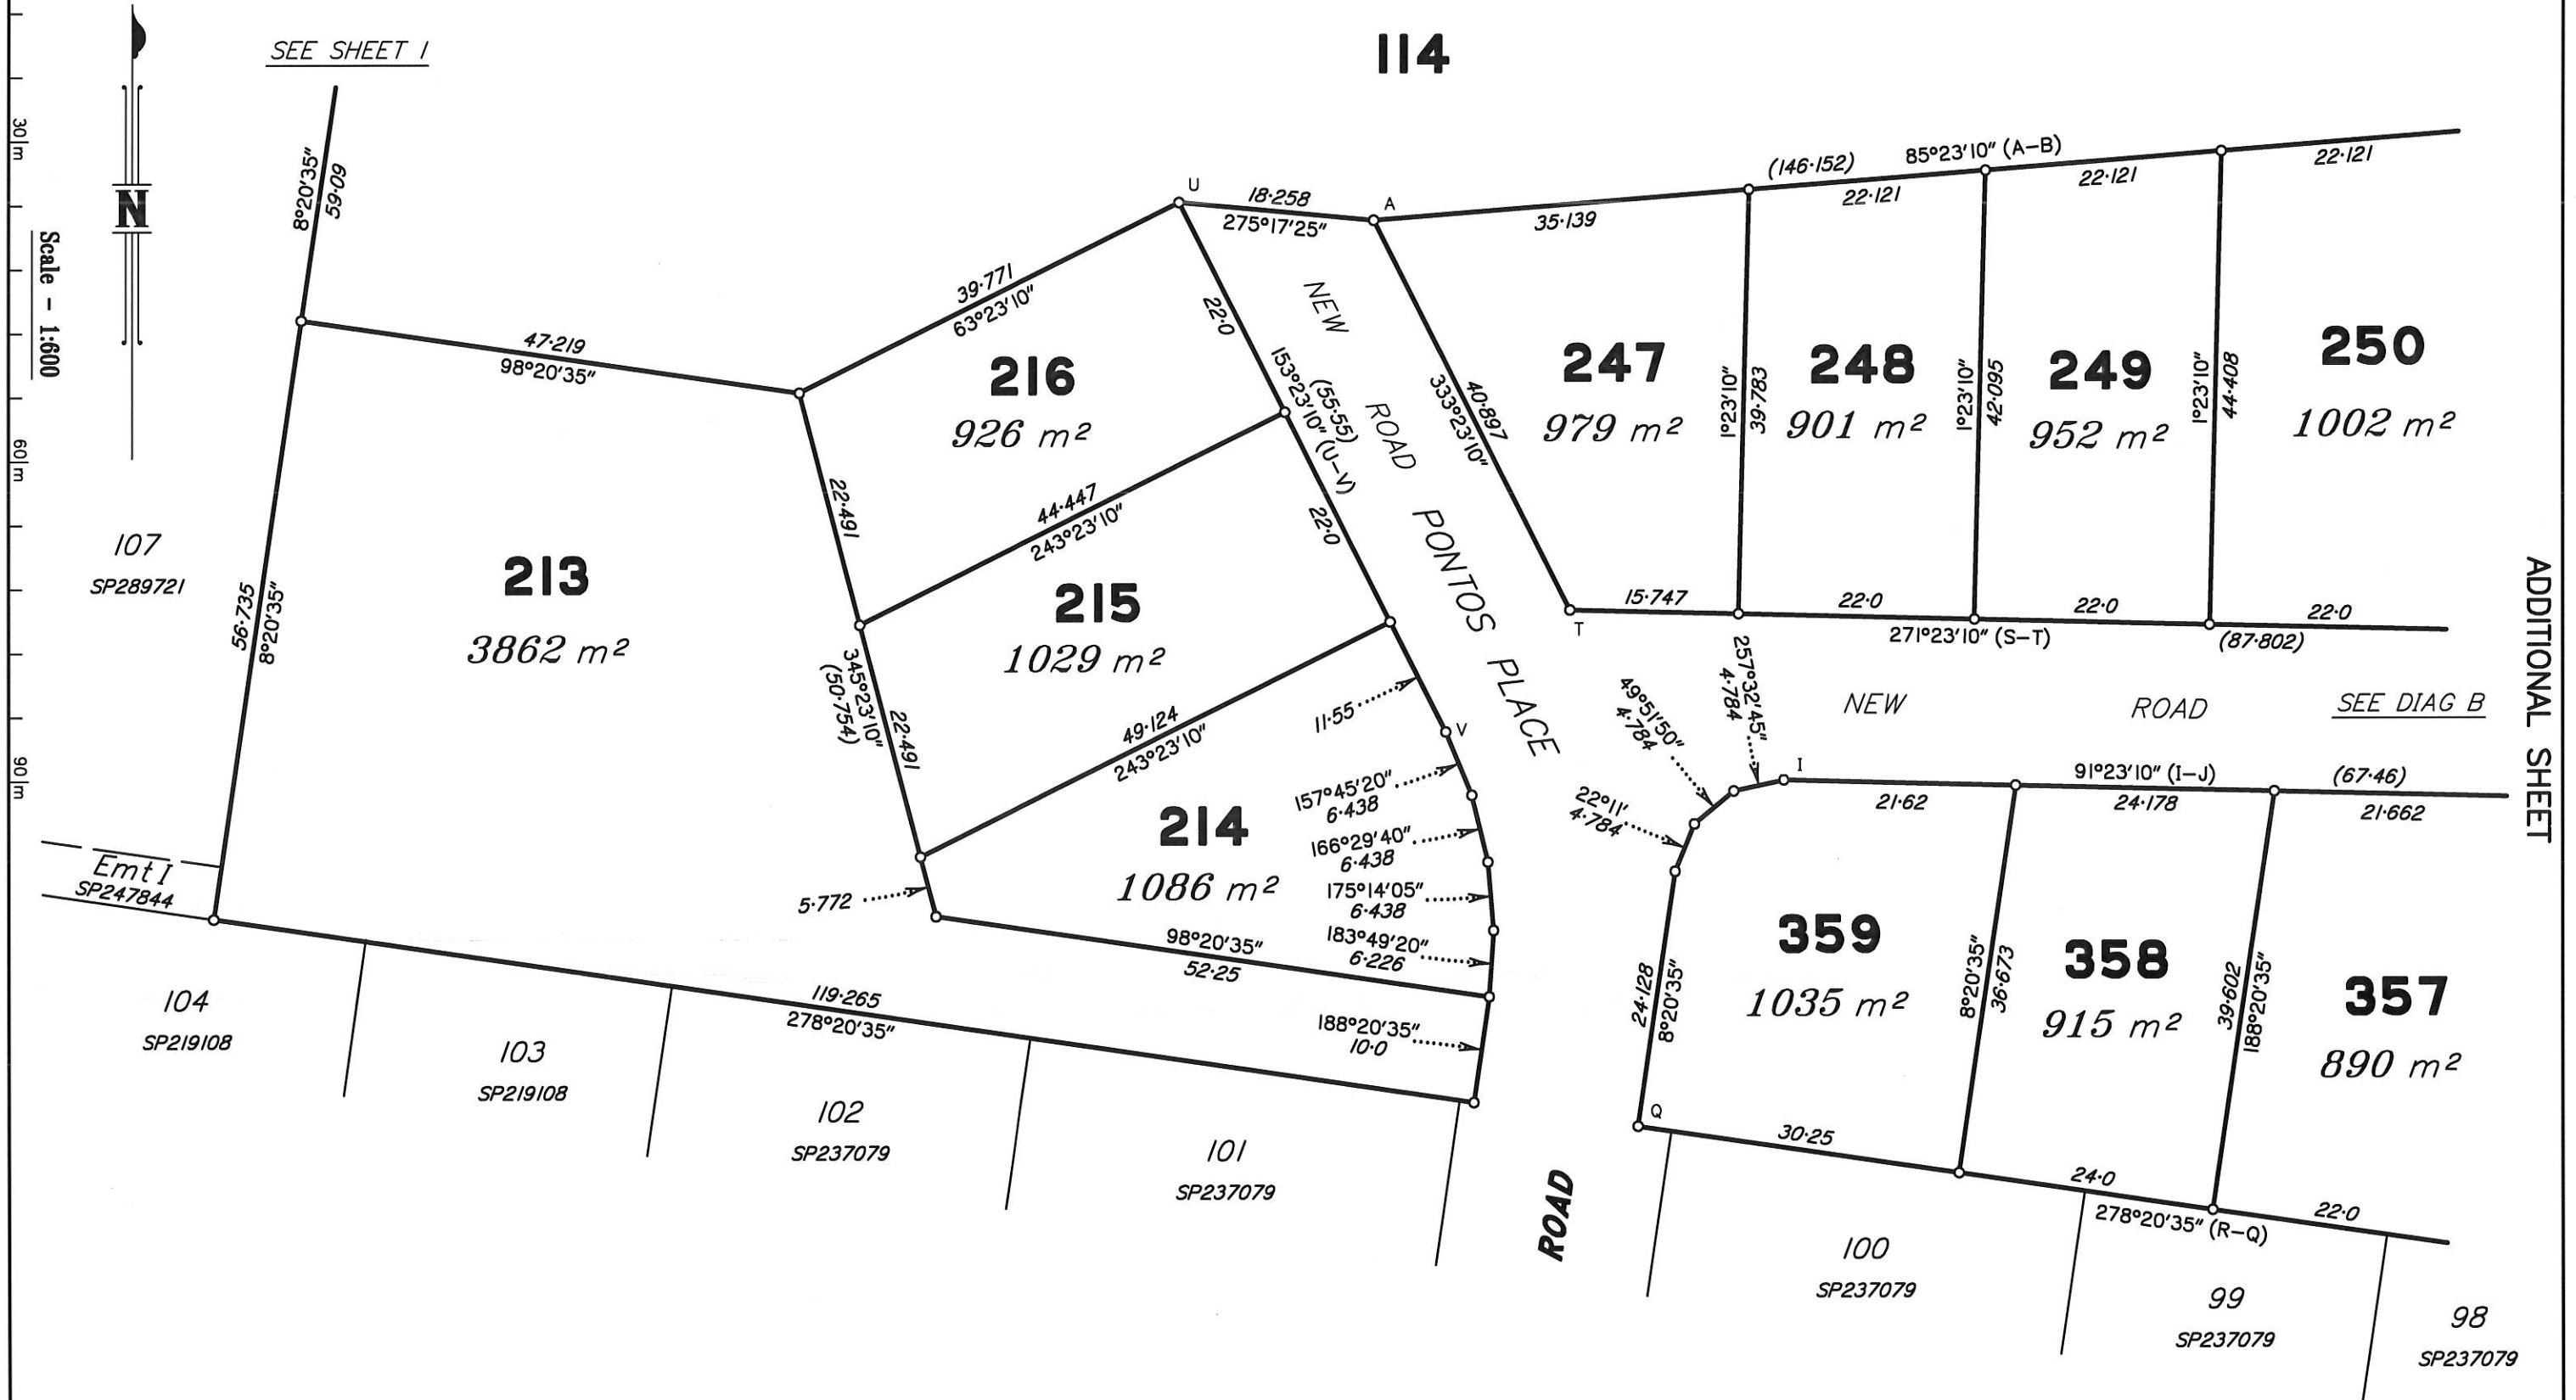 114
SEE SHEET 1
30|m
60|m
90|m
Scale - 1:600
N
8°20'35"
59·09
U
18·258
275°17'25"
A
(146·152)
85°23'10" (A-B)
35·139
22·121
22·121
22·121
39·771
63°23'10"
47·219
98°20'35"
216
926 m²
22·0
153°23'10" (U-V)
(55·55)
NEW ROAD
PONTOS PLACE
40·897
333°23'10"
247
979 m²
1°23'10"
39·783
248
901 m²
1°23'10"
42·095
249
952 m²
1°23'10"
44·408
250
1002 m²
107
SP289721
56·735
8°20'35"
213
3862 m²
22·491
44·447
243°23'10"
215
1029 m²
22·0
T
15·747
22·0
22·0
22·0
271°23'10" (S-T)
(87·802)
345°23'10"
(50·754)
22·491
49·124
243°23'10"
11·55
V
49°51'50"
4·784
257°32'45"
4·784
NEW ROAD
SEE DIAG B
ADDITIONAL SHEET
157°45'20"
6·438
166°29'40"
6·438
175°14'05"
6·438
183°49'20"
6·226
22°11'
4·784
I
91°23'10" (I-J)
(67·46)
21·62
24·178
21·662
214
1086 m²
Emt I
SP247844
5·772
98°20'35"
52·25
24·128
8°20'35"
359
1035 m²
8°20'35"
36·673
358
915 m²
39·602
188°20'35"
357
890 m²
119·265
278°20'35"
188°20'35"
10·0
104
SP219108
103
SP219108
102
SP237079
101
SP237079
ROAD
Q
30·25
24·0
278°20'35" (R-Q)
22·0
100
SP237079
99
SP237079
98
SP237079